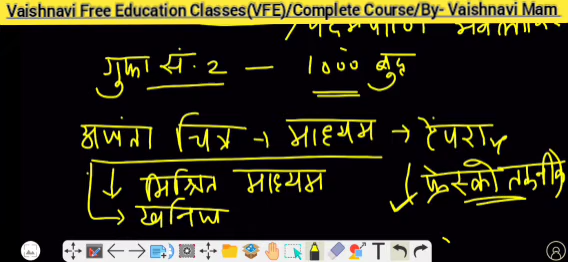 Vaishnavi Free Education Classes(VFE)/Complete Course/By- Vaishnavi Mam
गुफा सं. 2 — 1000 बुद्ध
अजंता चित्र → माध्यम → टेंपरा
↓ मिश्रित माध्यम ✓ फ्रेस्को तकनीक
→ खनिज